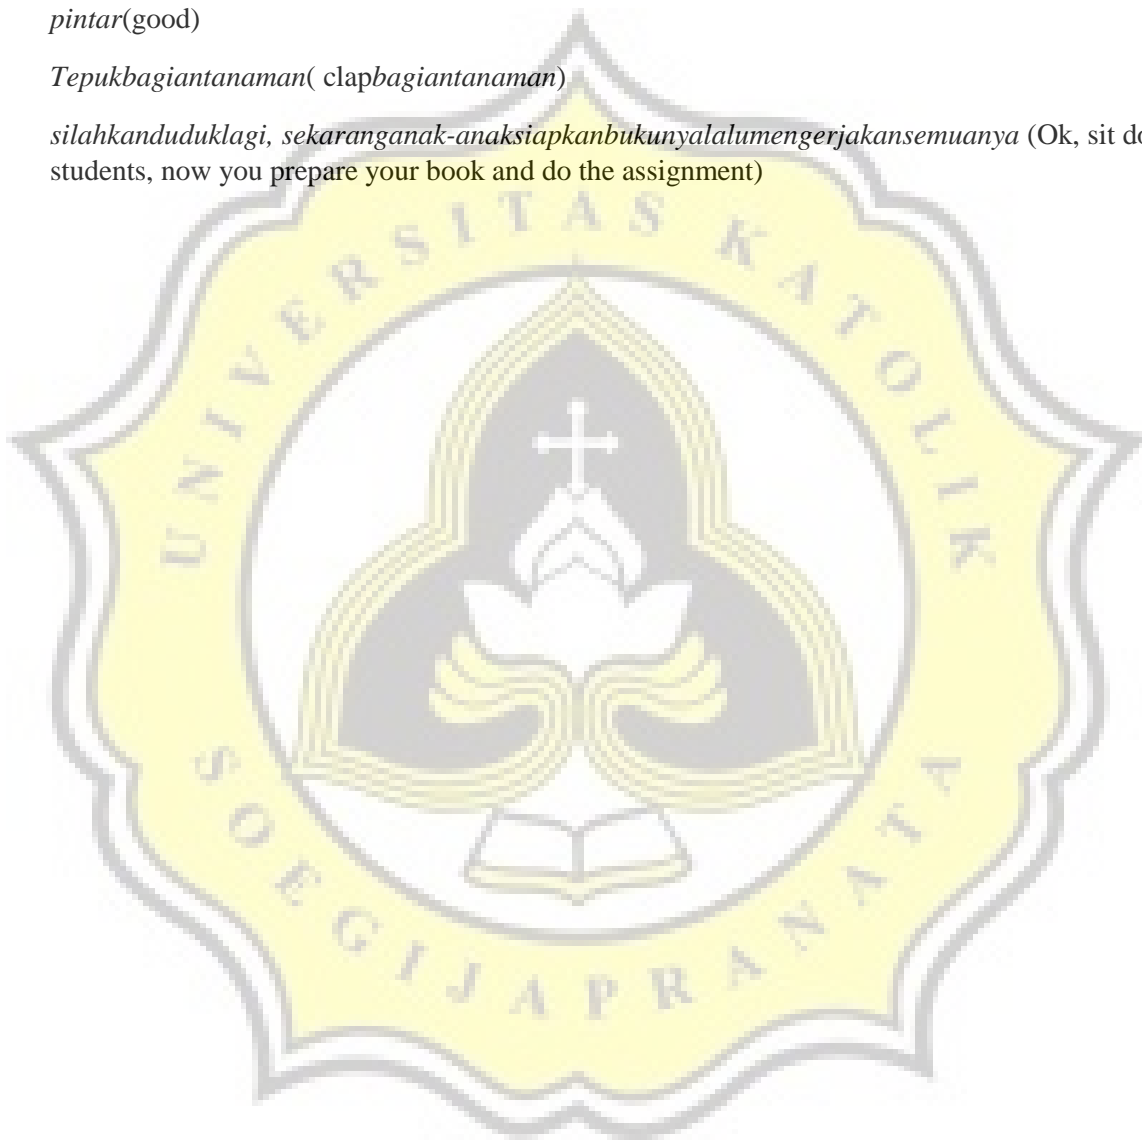 pintar(good)
Tepukbagiantanaman( clapbagiantanaman)
silahkanduduklagi, sekaranganak-anaksiapkanbukunyalalumengerjakansemuanya (Ok, sit
students, now you prepare your book and do the assignment)
UNIVERSITAS KATOLIK
SOEGIJAPRANATA